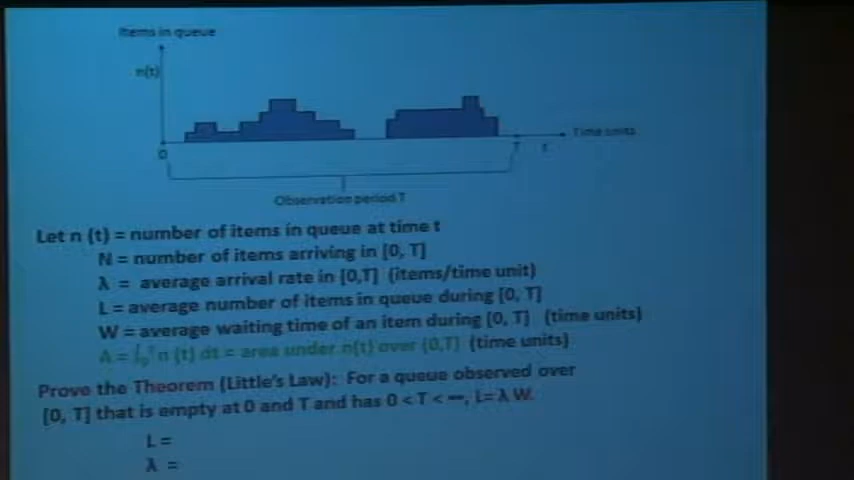 Items in queue
n(t)
Time units
0
T
t
Observation period T
Let n (t) = number of items in queue at time t
N = number of items arriving in [0, T]
λ = average arrival rate in [0,T] (items/time unit)
L = average number of items in queue during [0, T]
W = average waiting time of an item during [0, T] (time units)
A = ∫₀ᵀ n (t) dt = area under n(t) over (0,T) (time units)
Prove the Theorem (Little's Law): For a queue observed over
[0, T] that is empty at 0 and T and has 0 < T < ∞, L= λ W.
L =
λ =